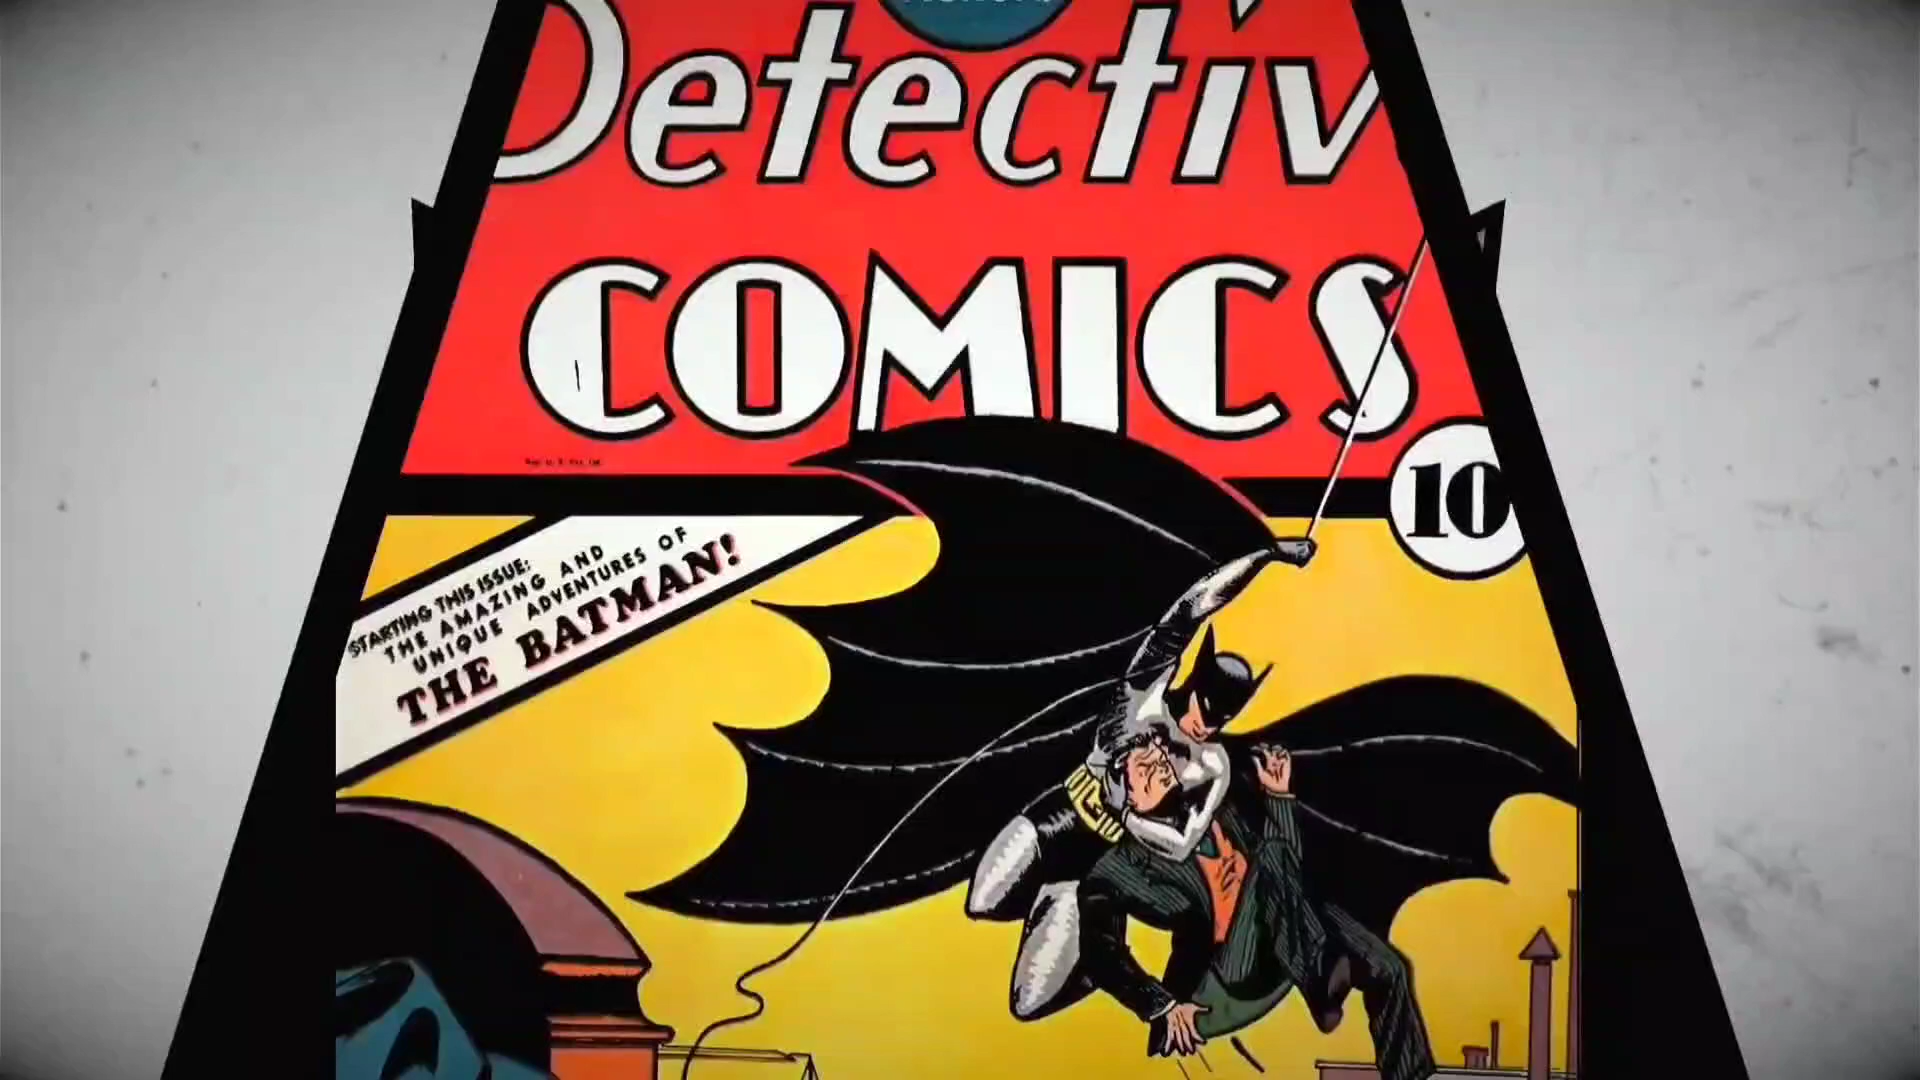 Detectiv
COMICS
10
STARTING THIS ISSUE:
THE AMAZING AND
UNIQUE ADVENTURES OF
THE BATMAN!